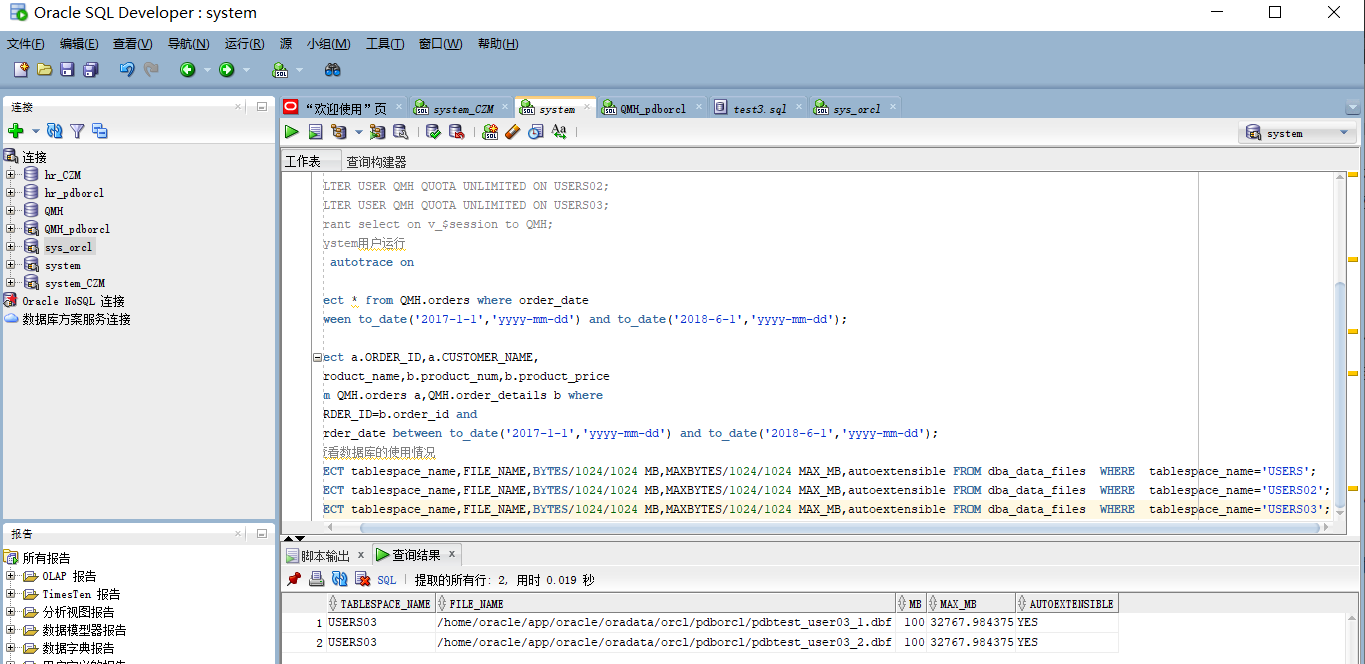 Oracle SQL Developer : system
文件(F) 编辑(E) 查看(V) 导航(N) 运行(R) 源 小组(M) 工具(T) 窗口(W) 帮助(H)
连接
“欢迎使用”页 system_CZM system QMH_pdborcl test3.sql sys_orcl
system
工作表 查询构建器
连接
hr_CZM
hr_pdborcl
QMH
QMH_pdborcl
sys_orcl
system
system_CZM
Oracle NoSQL 连接
数据库方案服务连接
LTER USER QMH QUOTA UNLIMITED ON USERS02;
LTER USER QMH QUOTA UNLIMITED ON USERS03;
rant select on v_$session to QMH;
ystem用户运行
autotrace on
ect * from QMH.orders where order_date
ween to_date('2017-1-1','yyyy-mm-dd') and to_date('2018-6-1','yyyy-mm-dd');
ect a.ORDER_ID,a.CUSTOMER_NAME,
roduct_name,b.product_num,b.product_price
m QMH.orders a,QMH.order_details b where
RDER_ID=b.order_id and
rder_date between to_date('2017-1-1','yyyy-mm-dd') and to_date('2018-6-1','yyyy-mm-dd');
看数据库的使用情况
ECT tablespace_name,FILE_NAME,BYTES/1024/1024 MB,MAXBYTES/1024/1024 MAX_MB,autoextensible FROM dba_data_files  WHERE  tablespace_name='USERS';
ECT tablespace_name,FILE_NAME,BYTES/1024/1024 MB,MAXBYTES/1024/1024 MAX_MB,autoextensible FROM dba_data_files  WHERE  tablespace_name='USERS02';
ECT tablespace_name,FILE_NAME,BYTES/1024/1024 MB,MAXBYTES/1024/1024 MAX_MB,autoextensible FROM dba_data_files  WHERE  tablespace_name='USERS03';
报告
所有报告
OLAP 报告
TimesTen 报告
分析视图报告
数据模型器报告
数据字典报告
脚本输出 查询结果
SQL 提取的所有行: 2, 用时 0.019 秒
TABLESPACE_NAME FILE_NAME MB MAX_MB AUTOEXTENSIBLE
1 USERS03 /home/oracle/app/oracle/oradata/orcl/pdborcl/pdbtest_user03_1.dbf 100 32767.984375 YES
2 USERS03 /home/oracle/app/oracle/oradata/orcl/pdborcl/pdbtest_user03_2.dbf 100 32767.984375 YES